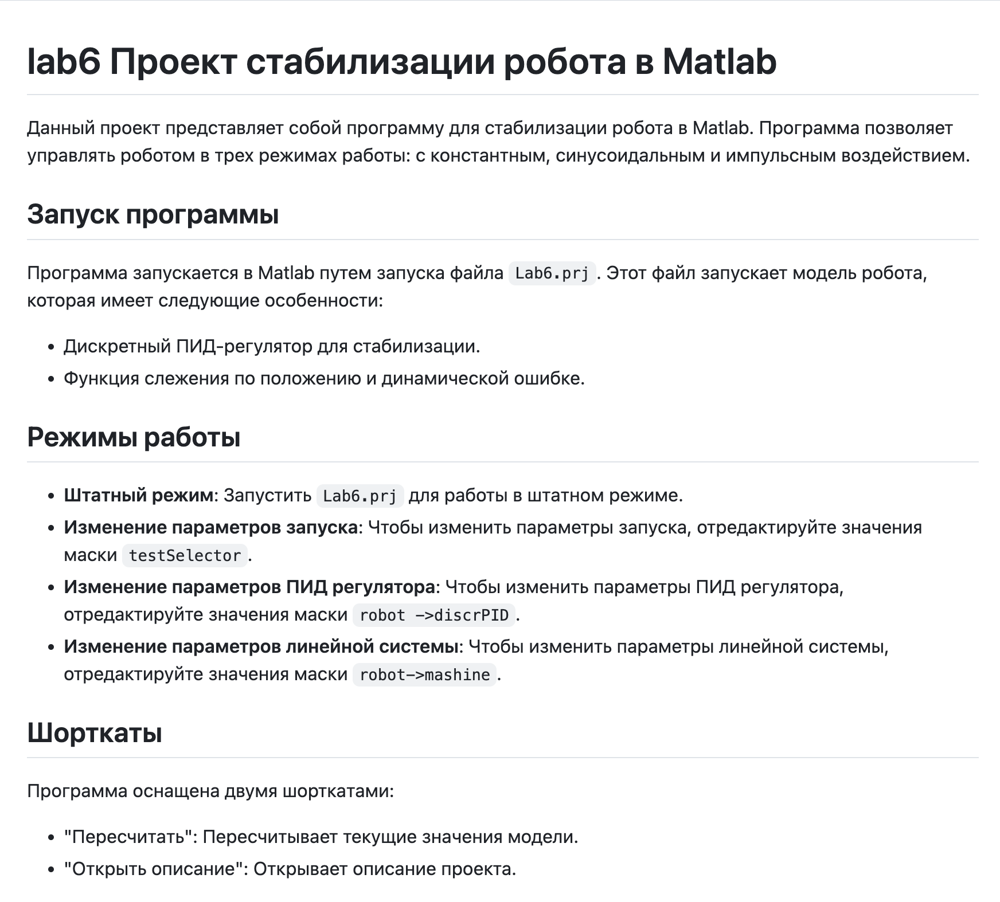 lab6 Проект стабилизации робота в Matlab
Данный проект представляет собой программу для стабилизации робота в Matlab. Программа позволяет
управлять роботом в трех режимах работы: с константным, синусоидальным и импульсным воздействием.
Запуск программы
Программа запускается в Matlab путем запуска файла Lab6.prj. Этот файл запускает модель робота,
которая имеет следующие особенности:
• Дискретный ПИД-регулятор для стабилизации.
• Функция слежения по положению и динамической ошибке.
Режимы работы
• Штатный режим: Запустить Lab6.prj для работы в штатном режиме.
• Изменение параметров запуска: Чтобы изменить параметры запуска, отредактируйте значения
маски testSelector.
• Изменение параметров ПИД регулятора: Чтобы изменить параметры ПИД регулятора,
отредактируйте значения маски robot ->discrPID.
• Изменение параметров линейной системы: Чтобы изменить параметры линейной системы,
отредактируйте значения маски robot->mashine.
Шорткаты
Программа оснащена двумя шорткатами:
• "Пересчитать": Пересчитывает текущие значения модели.
• "Открыть описание": Открывает описание проекта.